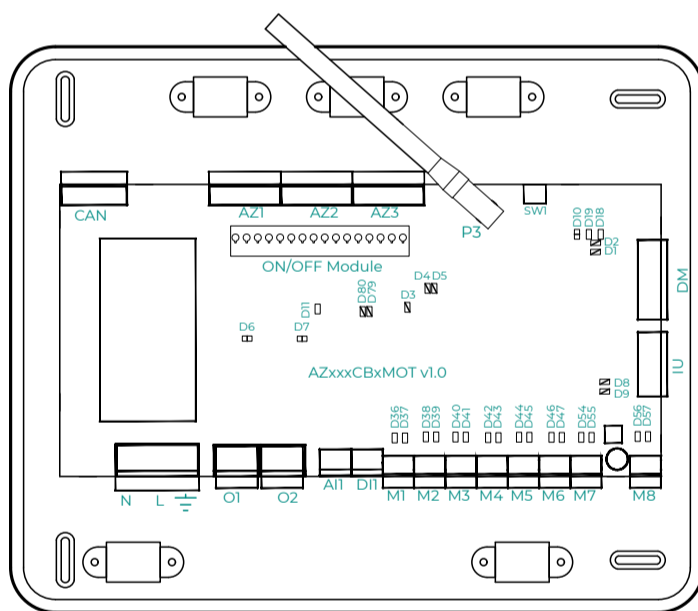 CAN
AZ1
AZ2
AZ3
P3
SW1
D10
D19
D18
D2
D1
ON/OFF Module
D4
D5
D80
D79
D3
D11
D6
D7
DM
IU
AZxxxCBxMOT v1.0
D8
D9
D36
D37
D38
D39
D40
D41
D42
D43
D44
D45
D46
D47
D54
D55
D56
D57
N
L
O1
O2
AI1
DI1
M1
M2
M3
M4
M5
M6
M7
M8